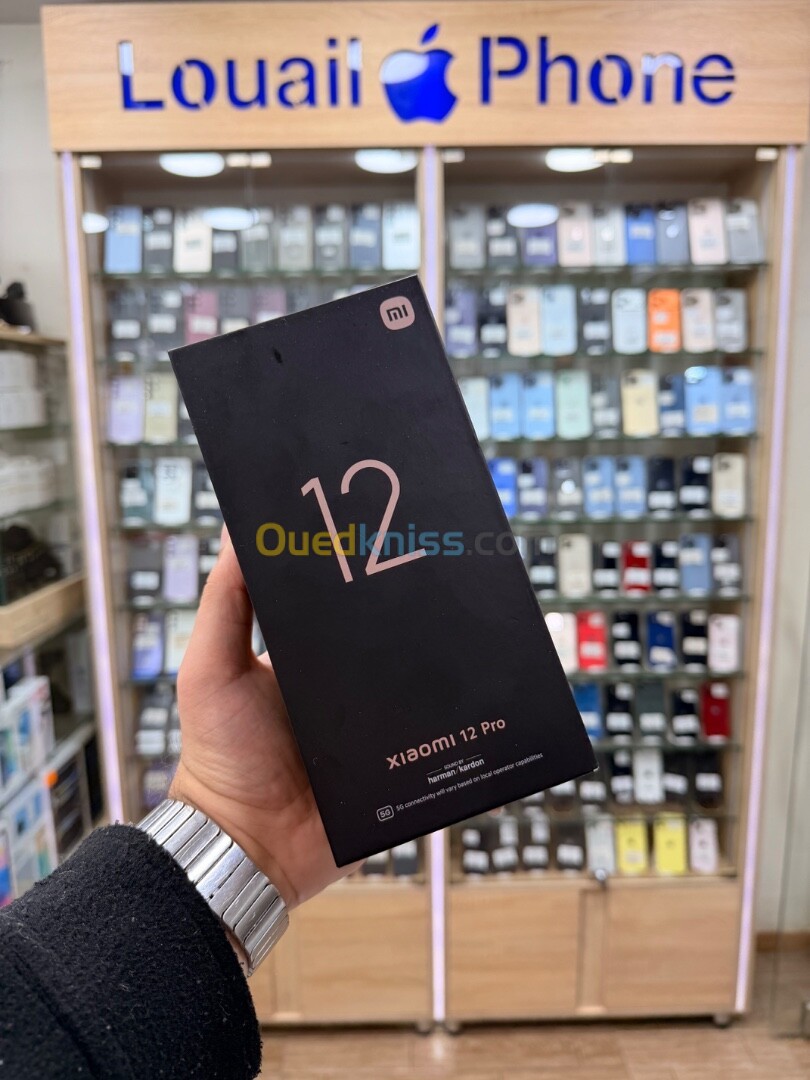 Louail Phone
mi
12
Ouedkniss.com
xiaomi 12 Pro
SOUND BY
harman/kardon
5G 5G connectivity will vary based on local operator capabilities